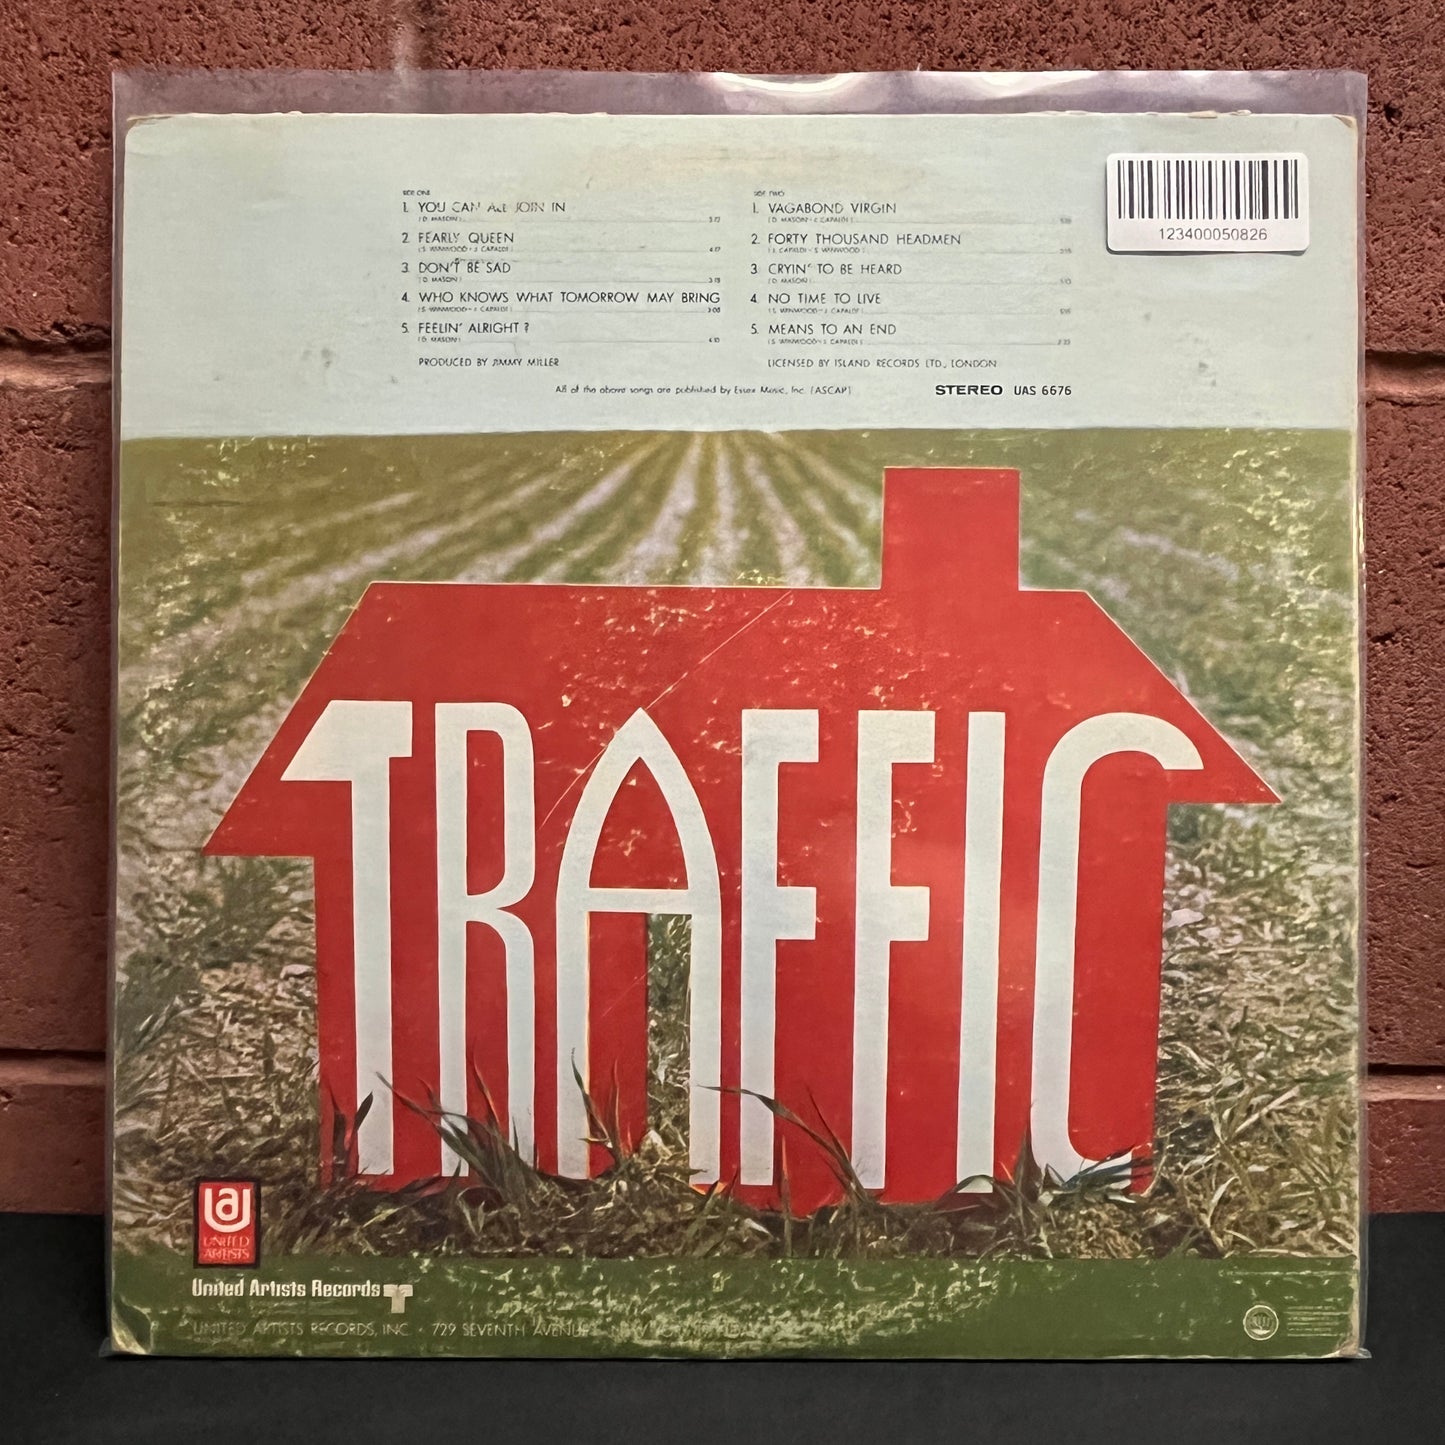 SIDE ONE
1. YOU CAN ALL JOIN IN
(D. MASON)
2. PEARLY QUEEN
(S. WINWOOD-J. CAPALDI)
3. DON'T BE SAD
(D. MASON)
4. WHO KNOWS WHAT TOMORROW MAY BRING
(S. WINWOOD-J. CAPALDI)
5. FEELIN' ALRIGHT?
(D. MASON)
PRODUCED BY JIMMY MILLER
SIDE TWO
1. VAGABOND VIRGIN
(D. MASON-J. CAPALDI)
2. FORTY THOUSAND HEADMEN
(J. CAPALDI-S. WINWOOD)
3. CRYIN' TO BE HEARD
(D. MASON)
4. NO TIME TO LIVE
(S. WINWOOD-J. CAPALDI)
5. MEANS TO AN END
(S. WINWOOD-J. CAPALDI)
LICENSED BY ISLAND RECORDS LTD., LONDON
All of the above songs are published by Essex Music, Inc. (ASCAP)
STEREO UAS 6676
123400050826
TRAFFIC
UA
UNITED
ARTISTS
United Artists Records
UNITED ARTISTS RECORDS, INC. • 729 SEVENTH AVENUE